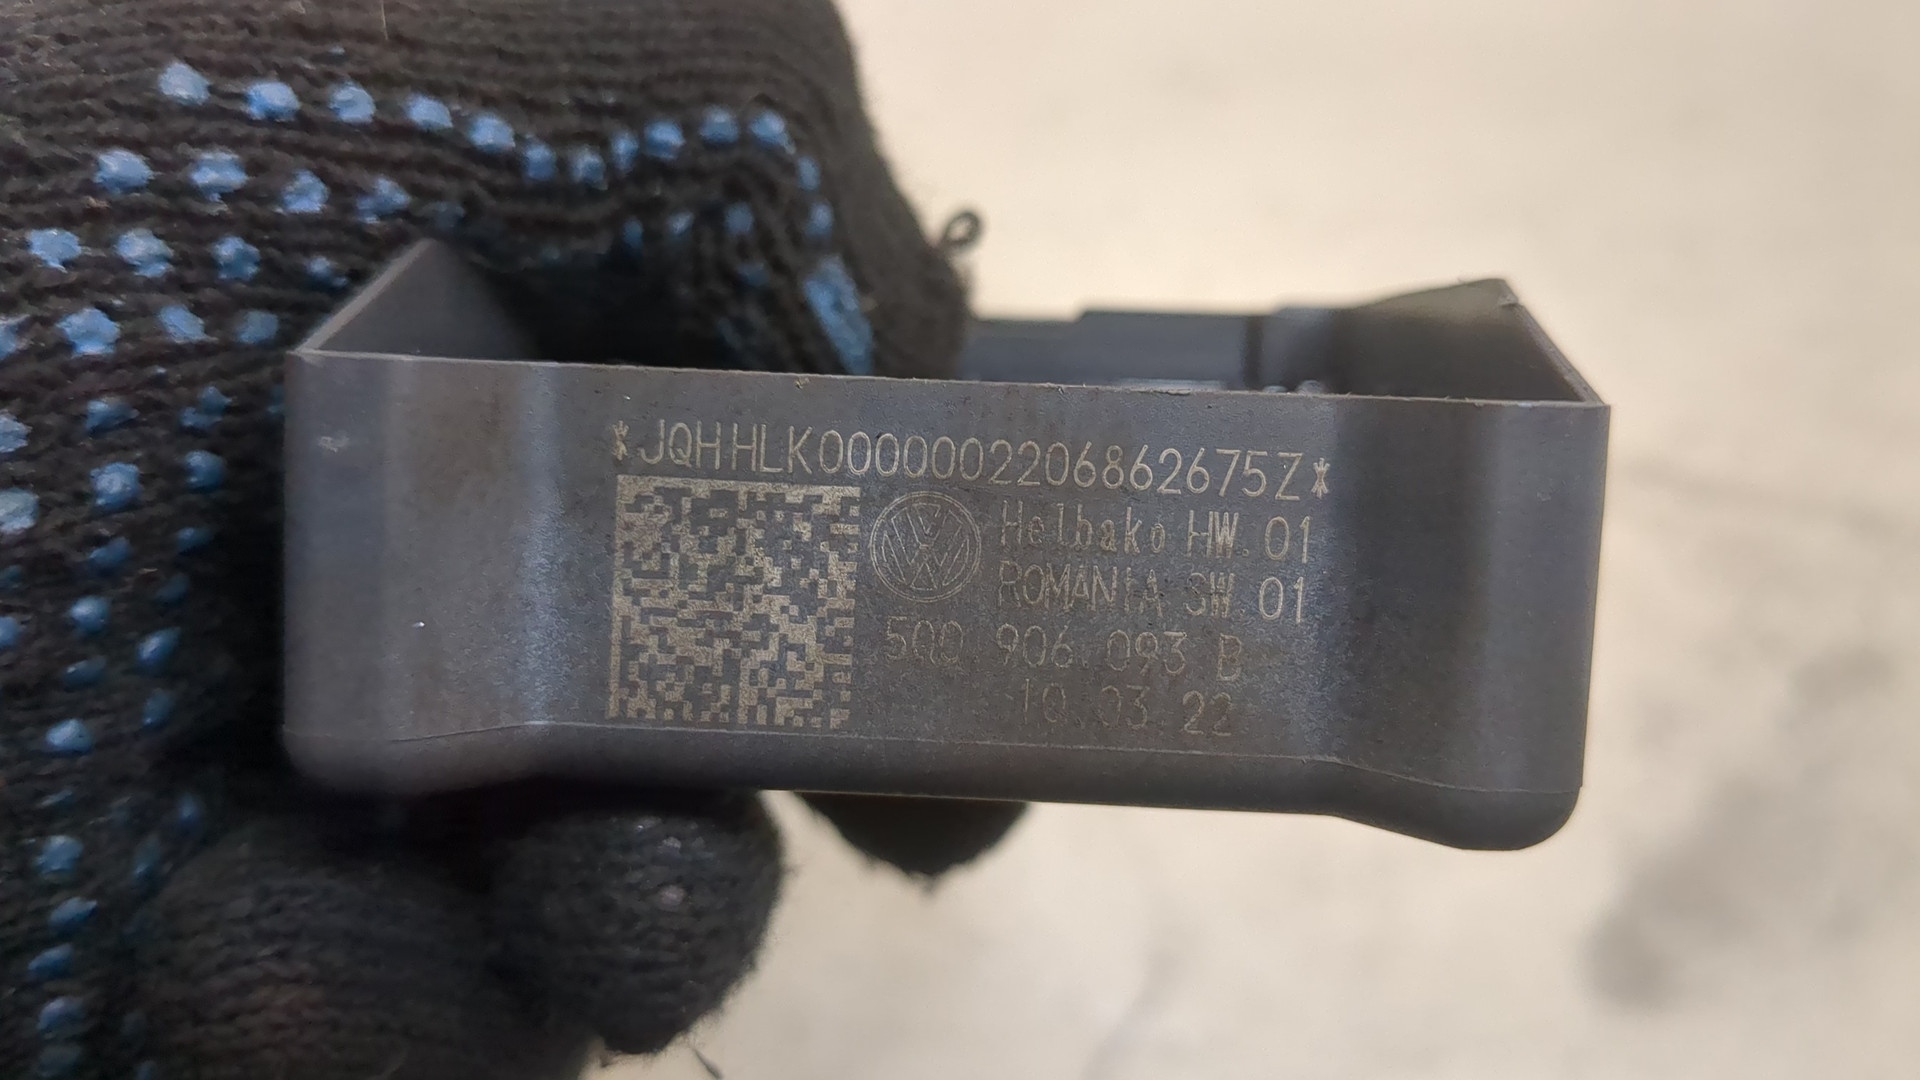 *JQHHLK0000002206862675Z*
Helbako HW.01
ROMANIA SW.01
5Q0.906.093 B
10.03.22